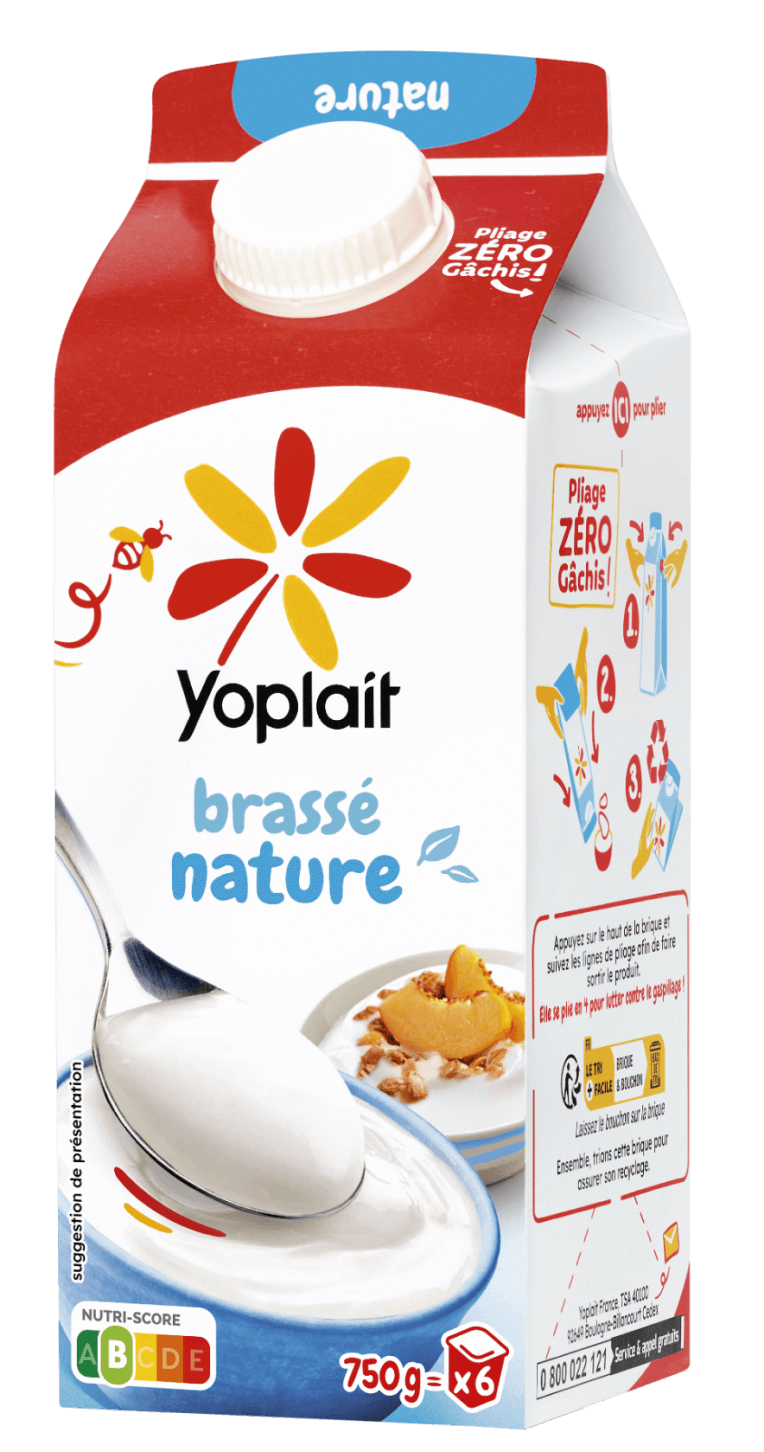 nature
Pliage
ZÉRO
Gâchis!
Yoplait
brassé
nature
suggestion de présentation
NUTRI-SCORE
A B C D E
750g = x6
appuyez ICI pour plier
Pliage
ZÉRO
Gâchis!
1.
2.
3.
Appuyez sur le haut de la brique et
suivez les lignes de pliage afin de faire
sortir le produit.
Elle se plie en 4 pour lutter contre le gaspillage !
FR
LE TRI
+ FACILE
BRIQUE
& BOUCHON
BAC
DE
TRI
Laissez le bouchon sur la brique
Ensemble, trions cette brique pour
assurer son recyclage.
Yoplait France, TSA 40100
92649 Boulogne-Billancourt Cedex
0 800 022 121 Service & appel gratuits